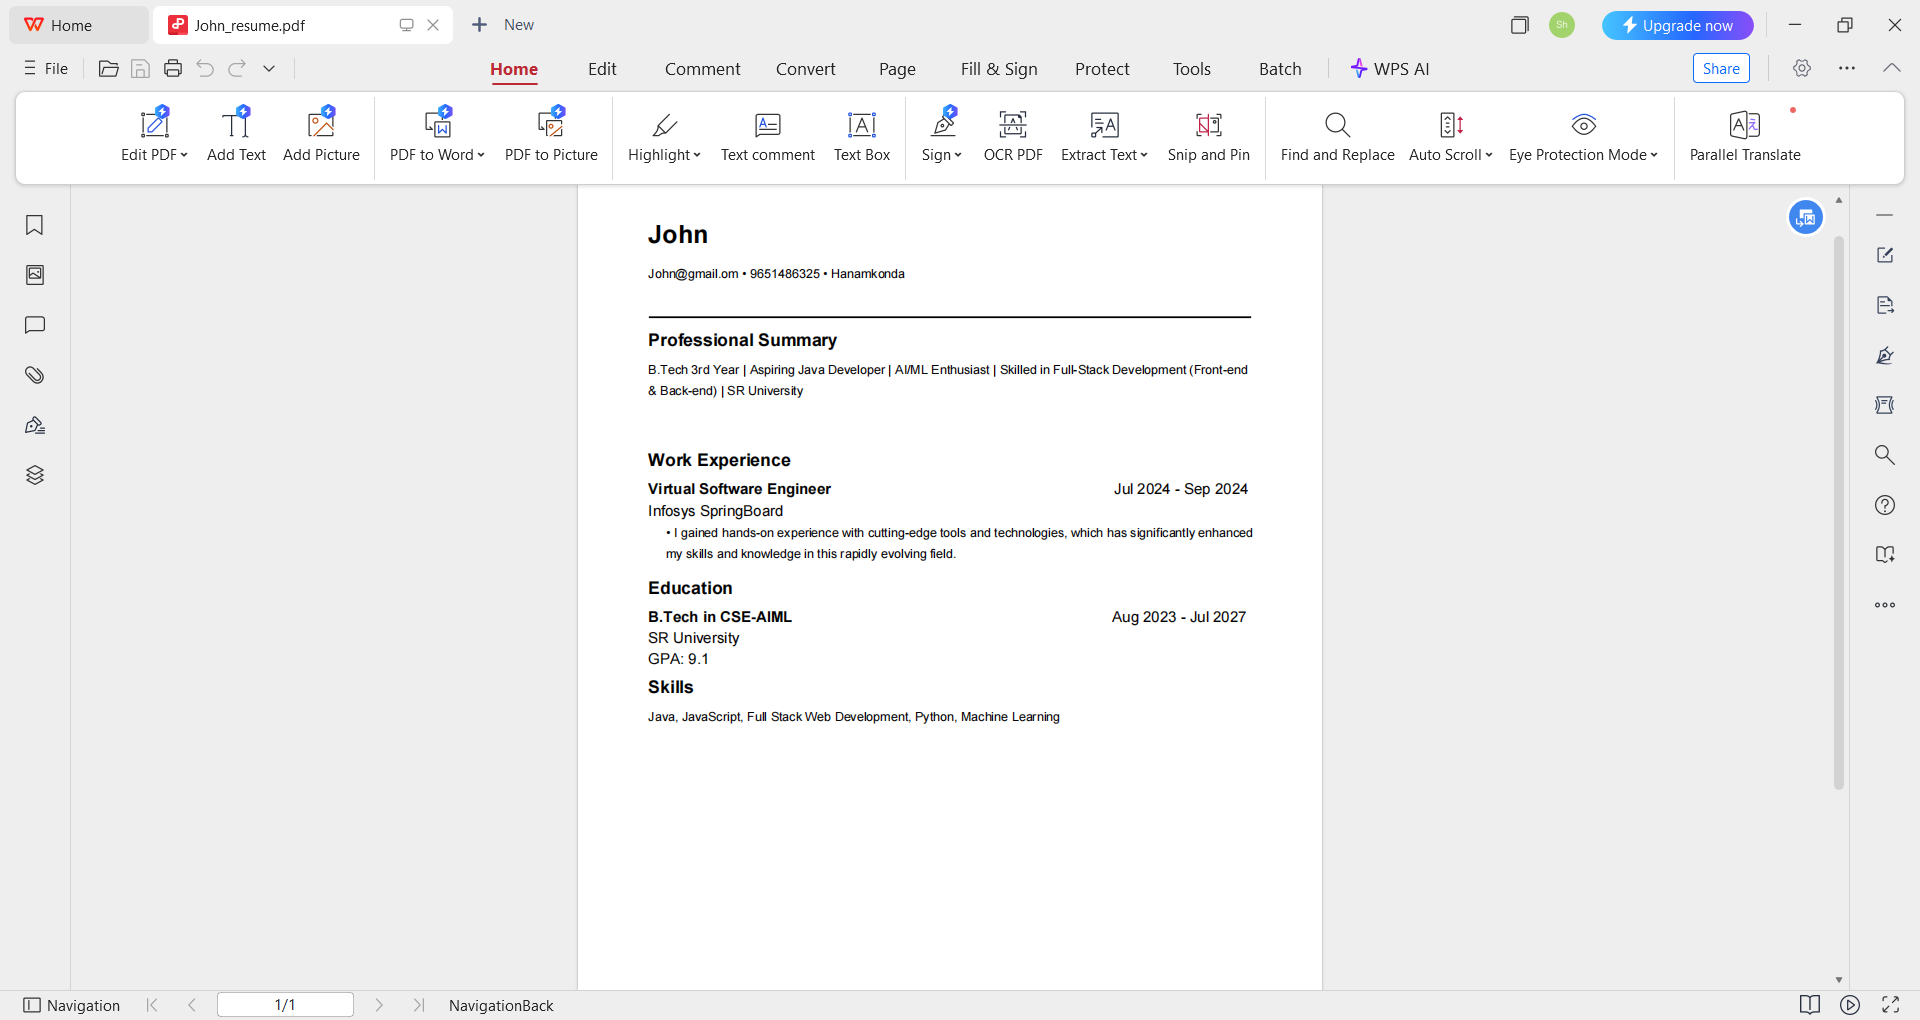 Home
John_resume.pdf
New
Sh
Upgrade now
File
Home
Edit
Comment
Convert
Page
Fill & Sign
Protect
Tools
Batch
WPS AI
Share
Edit PDF
Add Text
Add Picture
PDF to Word
PDF to Picture
Highlight
Text comment
Text Box
Sign
OCR PDF
Extract Text
Snip and Pin
Find and Replace
Auto Scroll
Eye Protection Mode
Parallel Translate
John
John@gmail.om • 9651486325 • Hanamkonda
Professional Summary
B.Tech 3rd Year | Aspiring Java Developer | AI/ML Enthusiast | Skilled in Full-Stack Development (Front-end
& Back-end) | SR University
Work Experience
Virtual Software Engineer Jul 2024 - Sep 2024
Infosys SpringBoard
• I gained hands-on experience with cutting-edge tools and technologies, which has significantly enhanced
my skills and knowledge in this rapidly evolving field.
Education
B.Tech in CSE-AIML Aug 2023 - Jul 2027
SR University
GPA: 9.1
Skills
Java, JavaScript, Full Stack Web Development, Python, Machine Learning
Navigation
1/1
NavigationBack